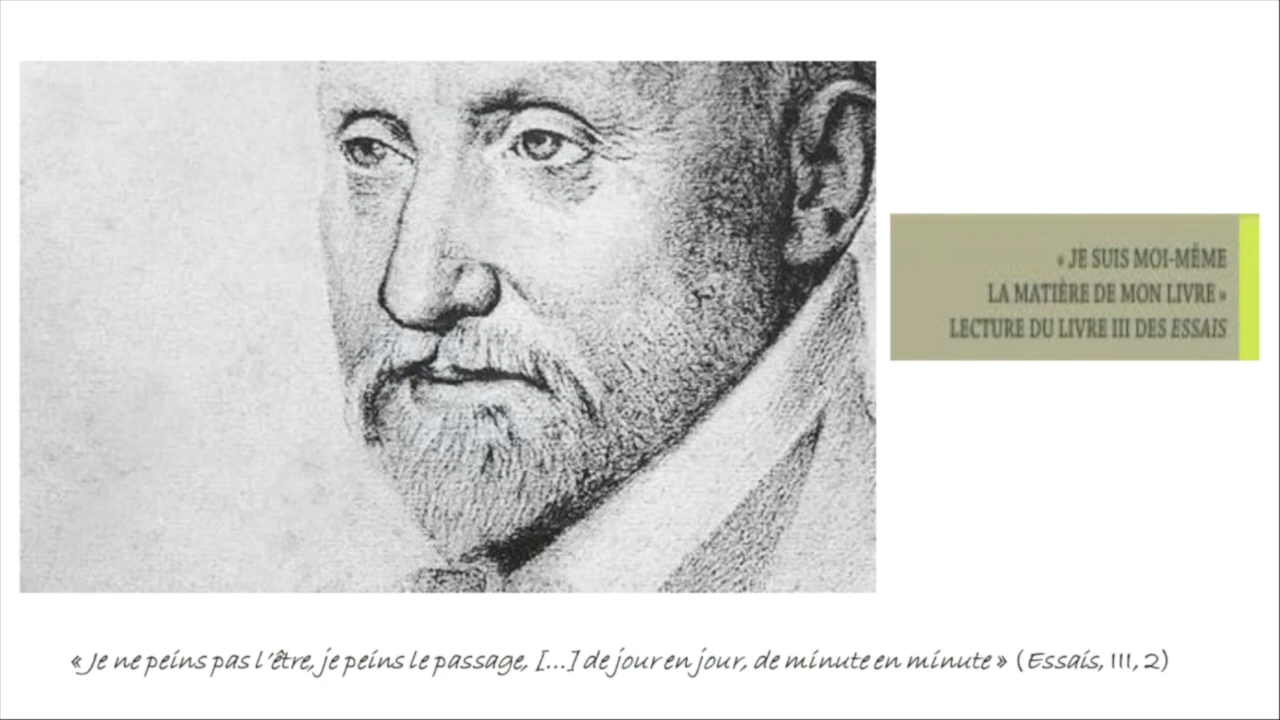 « JE SUIS MOI-MÊME
LA MATIÈRE DE MON LIVRE »
LECTURE DU LIVRE III DES ESSAIS
« Je ne peins pas l'être, je peins le passage, [...] de jour en jour, de minute en minute » (Essais, III, 2)